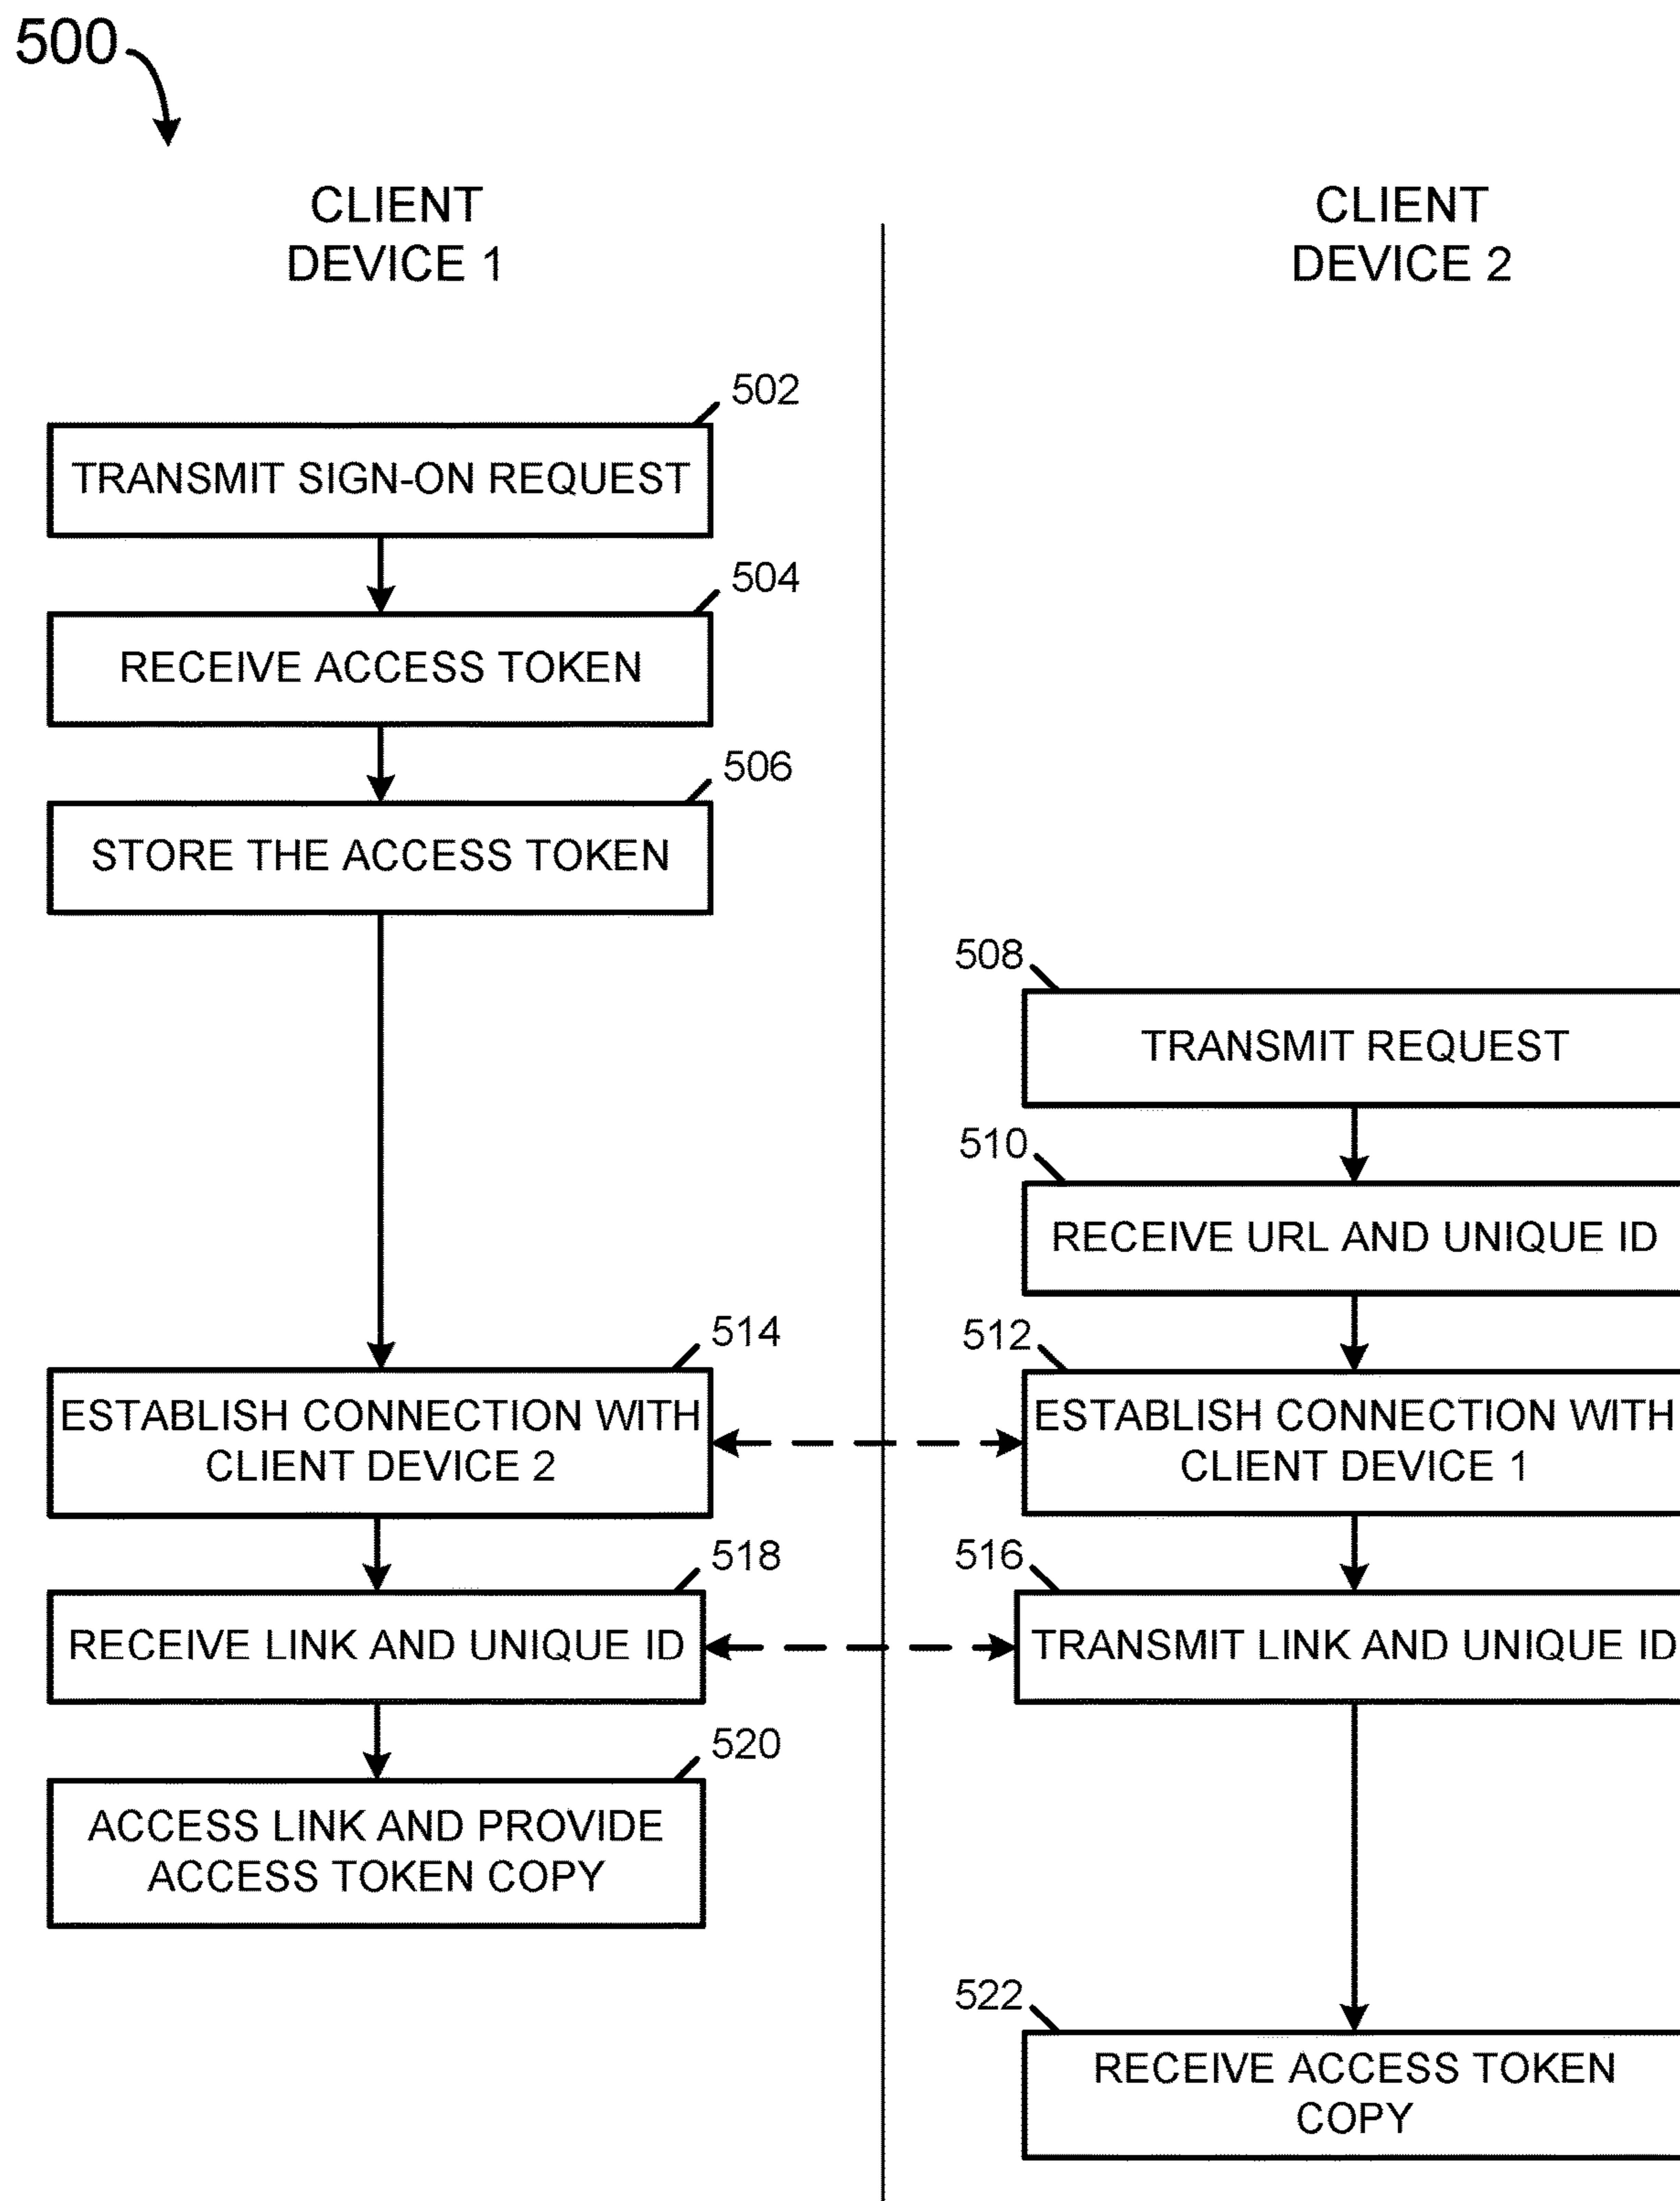 500
CLIENT
DEVICE 1
CLIENT
DEVICE 2
502
TRANSMIT SIGN-ON REQUEST
504
RECEIVE ACCESS TOKEN
506
STORE THE ACCESS TOKEN
508
TRANSMIT REQUEST
510
RECEIVE URL AND UNIQUE ID
514
ESTABLISH CONNECTION WITH
CLIENT DEVICE 2
512
ESTABLISH CONNECTION WITH
CLIENT DEVICE 1
518
RECEIVE LINK AND UNIQUE ID
516
TRANSMIT LINK AND UNIQUE ID
520
ACCESS LINK AND PROVIDE
ACCESS TOKEN COPY
522
RECEIVE ACCESS TOKEN
COPY